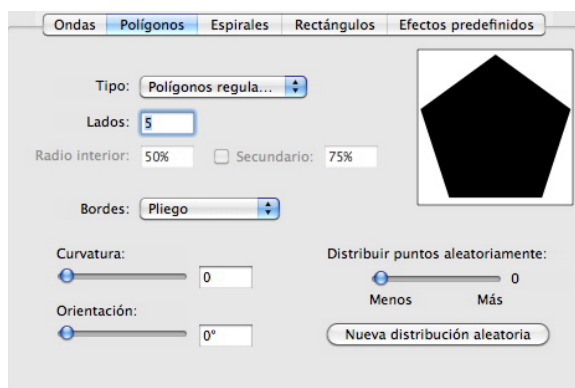 Ondas Polígonos Espirales Rectángulos Efectos predefinidos
Tipo: Polígonos regula...
Lados: 5
Radio interior: 50% Secundario: 75%
Bordes: Pliego
Curvatura: Distribuir puntos aleatoriamente:
0 0
Menos Más
Orientación:
0° Nueva distribución aleatoria